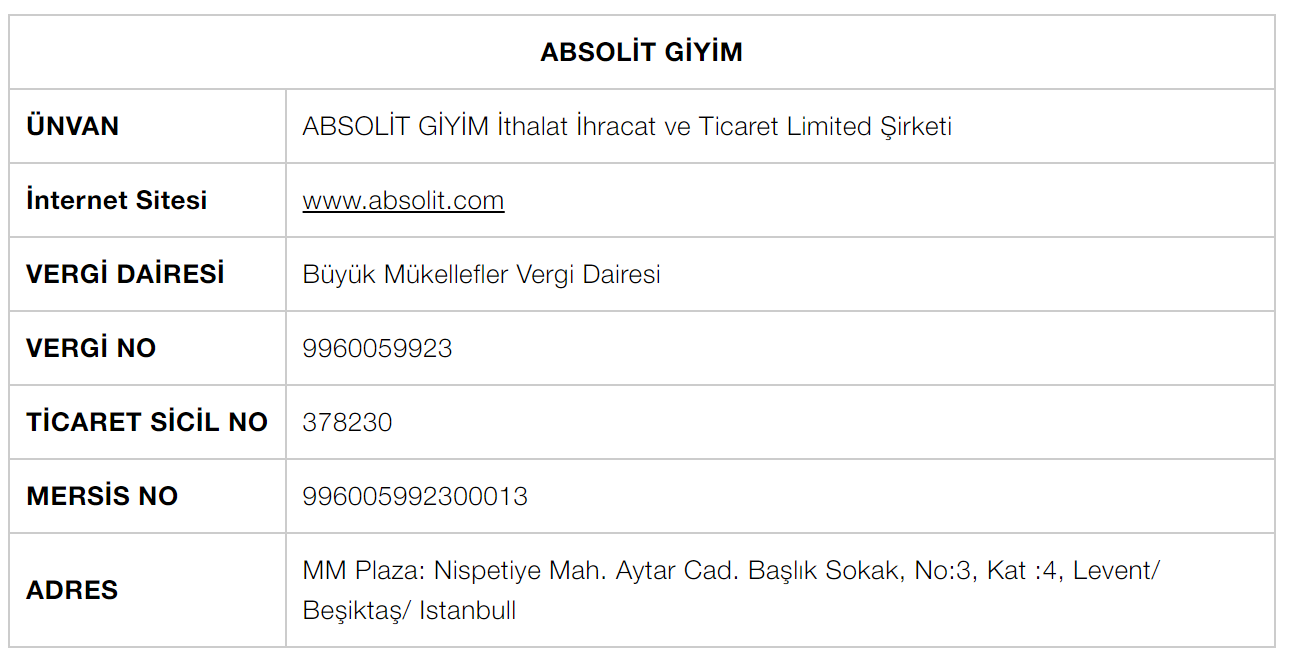 ABSOLİT GİYİM
ÜNVAN ABSOLİT GİYİM İthalat İhracat ve Ticaret Limited Şirketi
İnternet Sitesi www.absolit.com
VERGİ DAİRESİ Büyük Mükellefler Vergi Dairesi
VERGİ NO 9960059923
TİCARET SİCİL NO 378230
MERSİS NO 996005992300013
ADRES MM Plaza: Nispetiye Mah. Aytar Cad. Başlık Sokak, No:3, Kat :4, Levent/
Beşiktaş/ Istanbull